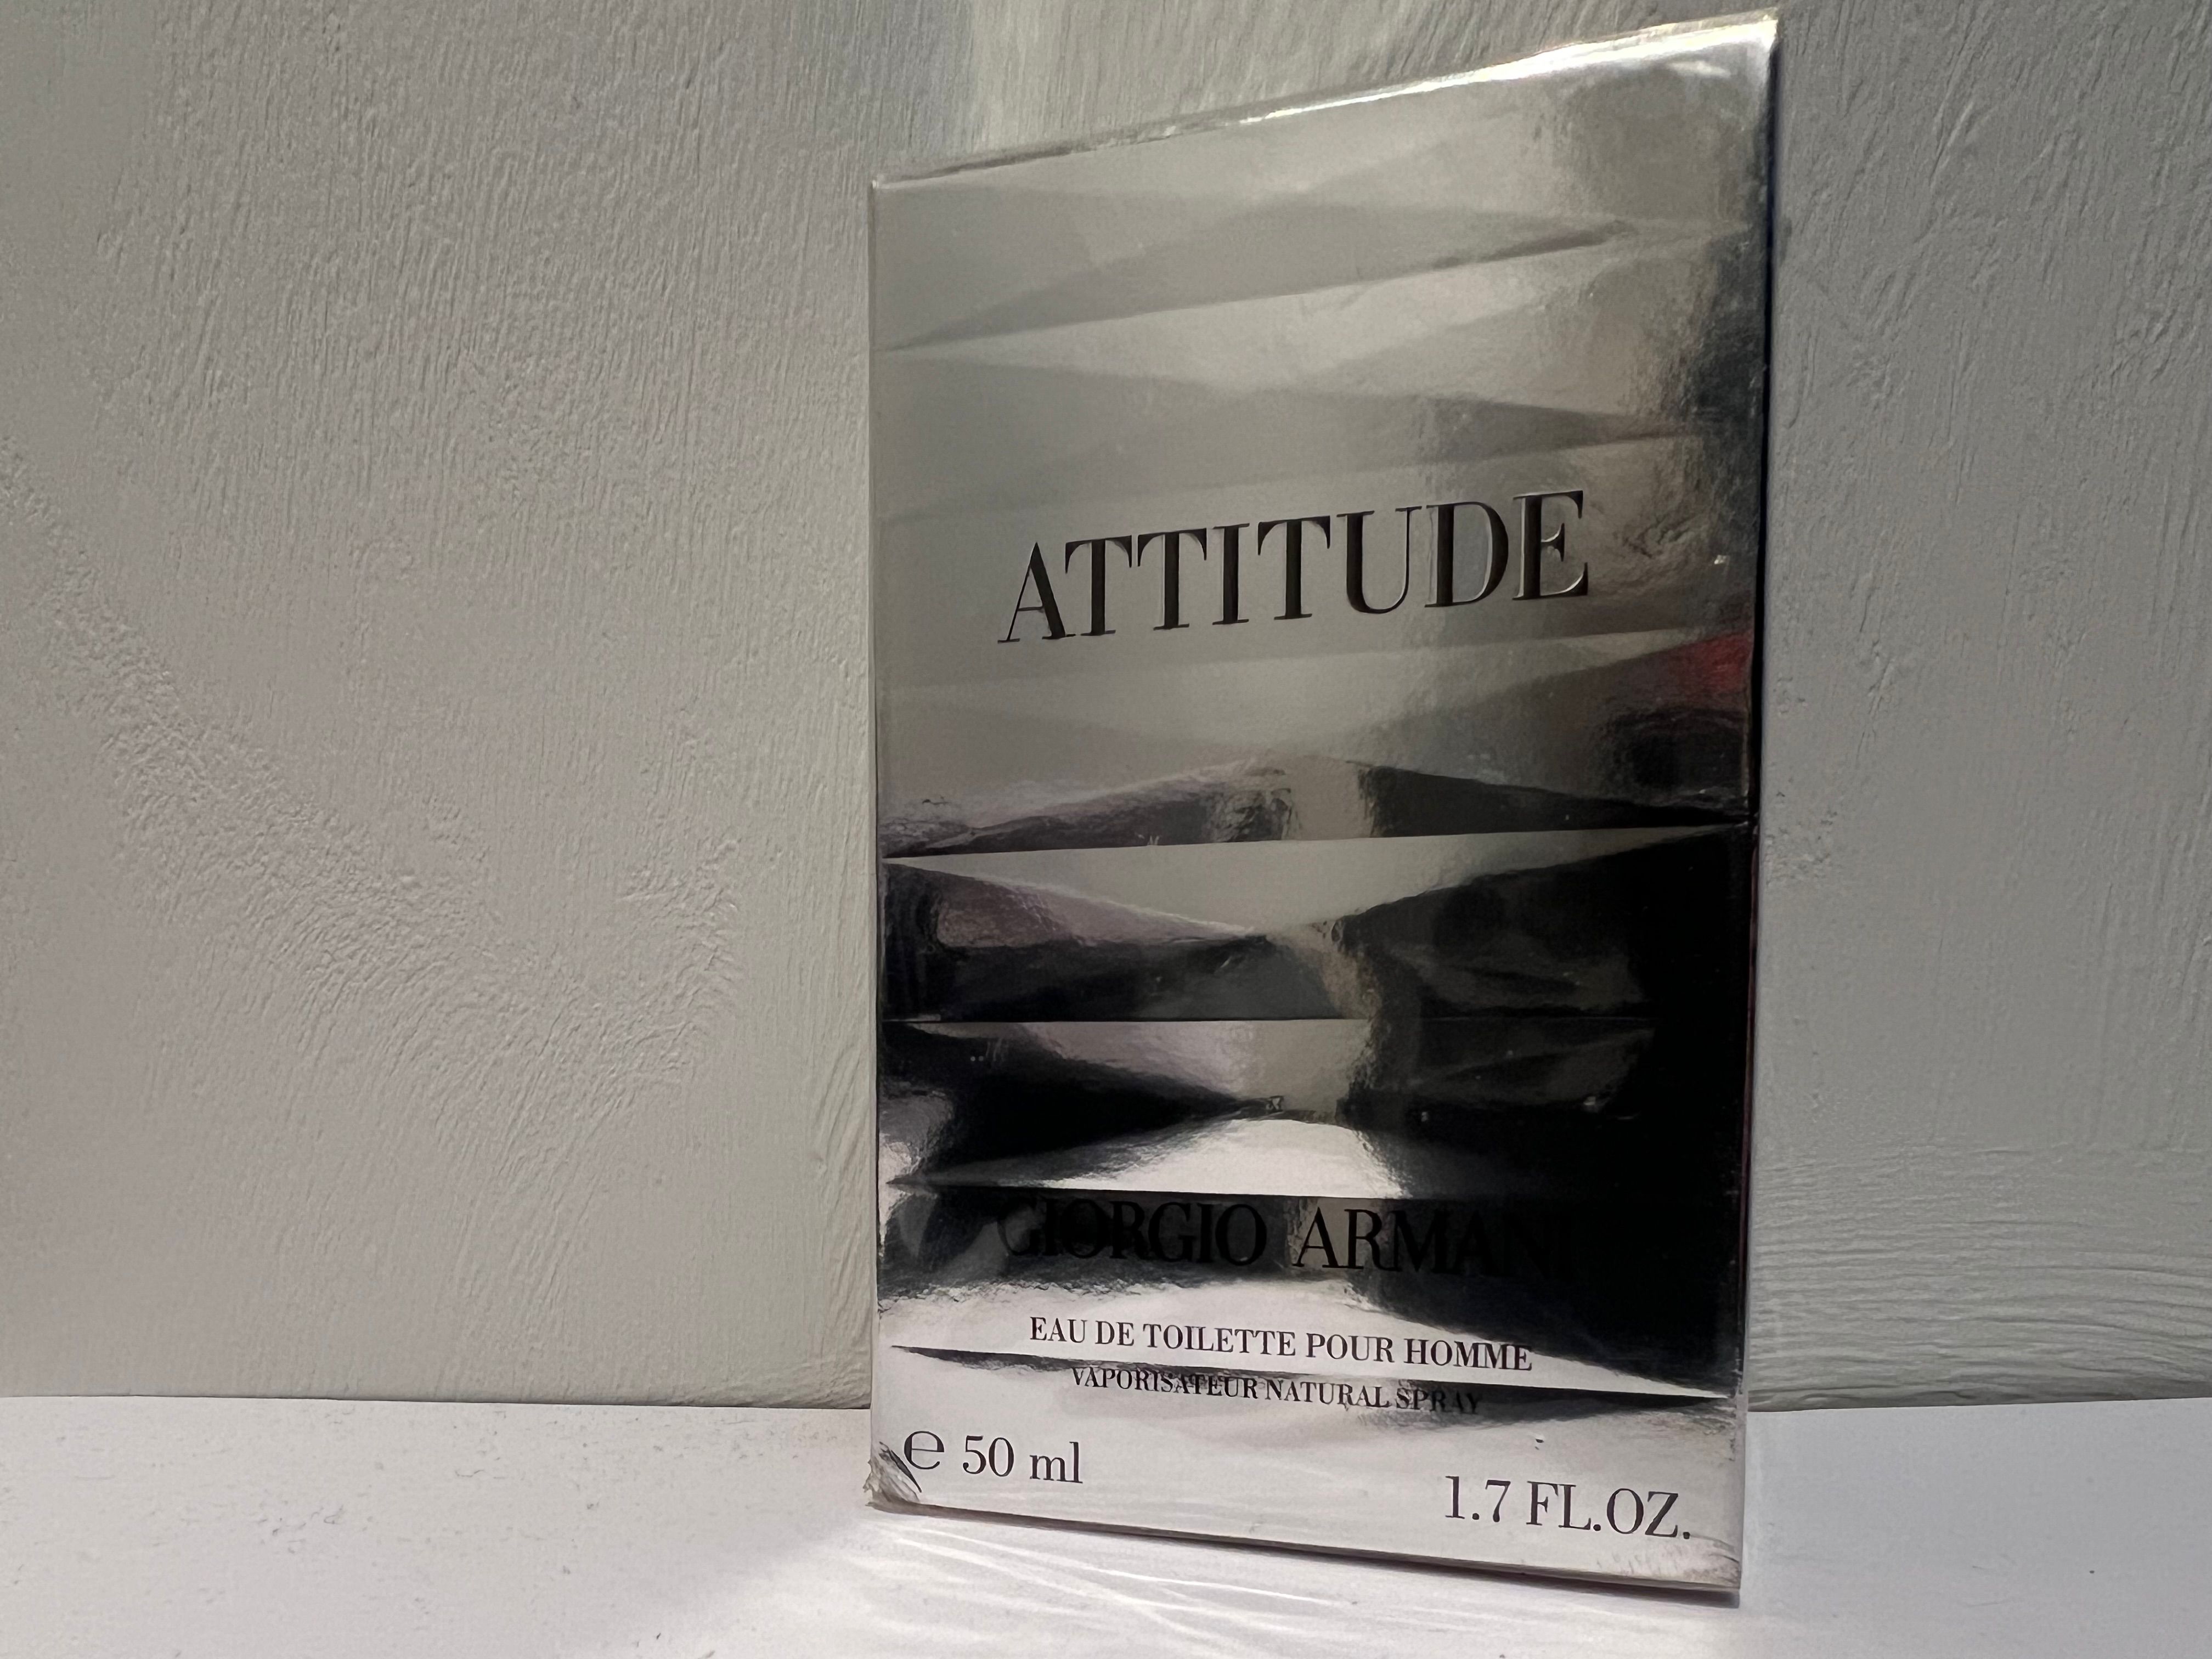 ATTITUDE
GIORGIO ARMANI
EAU DE TOILETTE POUR HOMME
VAPORISATEUR NATURAL SPRAY
℮ 50 ml
1.7 FL.OZ.